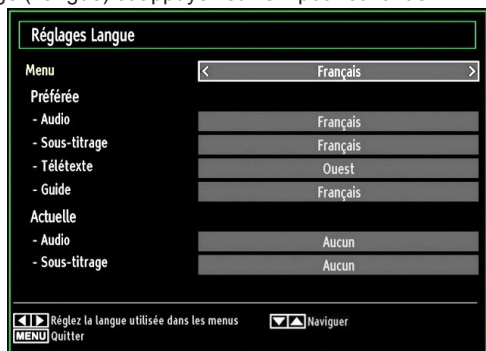 Réglages Langue
Menu < Français >
Préférée
- Audio Français
- Sous-titrage Français
- Télétexte Ouest
- Guide Français
Actuelle
- Audio Aucun
- Sous-titrage Aucun
Réglez la langue utilisée dans les menus Naviguer
MENU Quitter